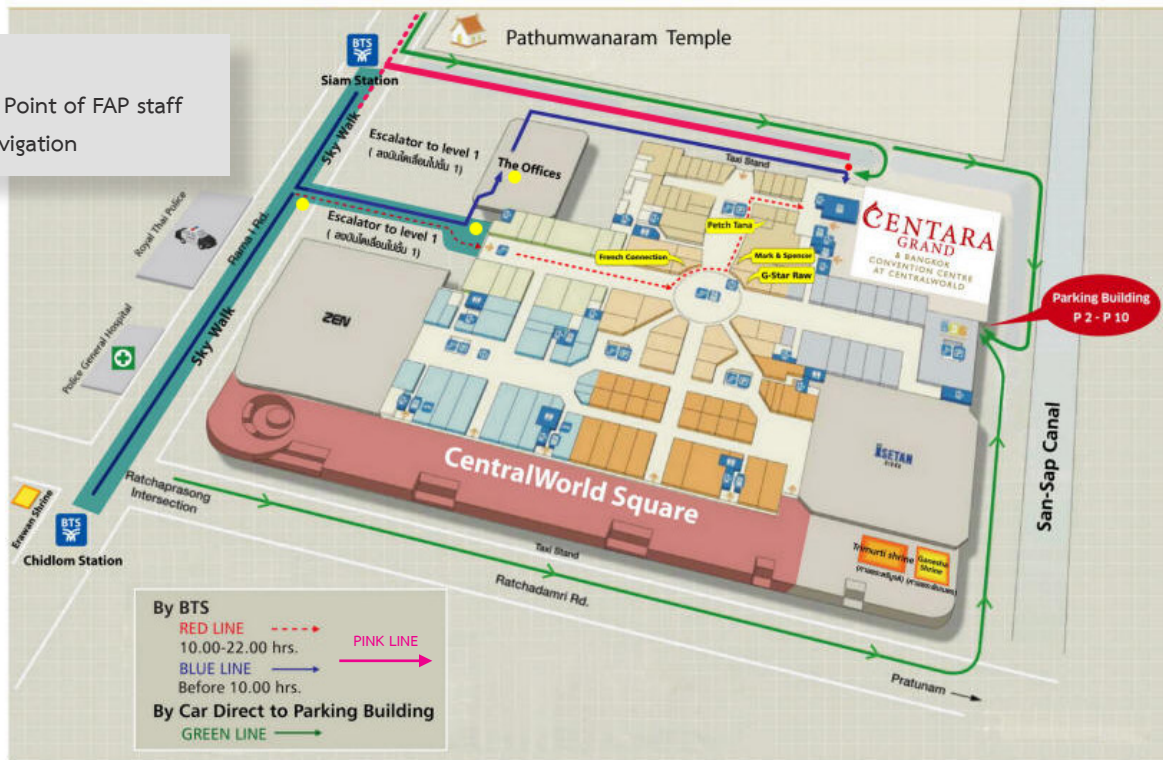 Point of FAP staff
vigation
BTS
Siam Station
Pathumwanaram Temple
Sky Walk
Escalator to level 1
( ลงบันไดเลื่อนไปชั้น 1)
The Offices
Taxi Stand
Royal Thai Police
Rama I Rd.
Escalator to level 1
( ลงบันไดเลื่อนไปชั้น 1)
Petch Tana
French Connection
Mark & Spencer
G-Star Raw
CENTARA
GRAND
& BANGKOK
CONVENTION CENTRE
AT CENTRALWORLD
Parking Building
P 2 - P 10
ZEN
Police General Hospital
Sky Walk
ISETAN
San-Sap Canal
CentralWorld Square
Ratchaprasong
Intersection
Erawan Shrine
BTS
Chidlom Station
Taxi Stand
Trimurti shrine
Ganesha
Shrine
Ratchadamri Rd.
Pratunam
By BTS
RED LINE
10.00-22.00 hrs.
PINK LINE
BLUE LINE
Before 10.00 hrs.
By Car Direct to Parking Building
GREEN LINE